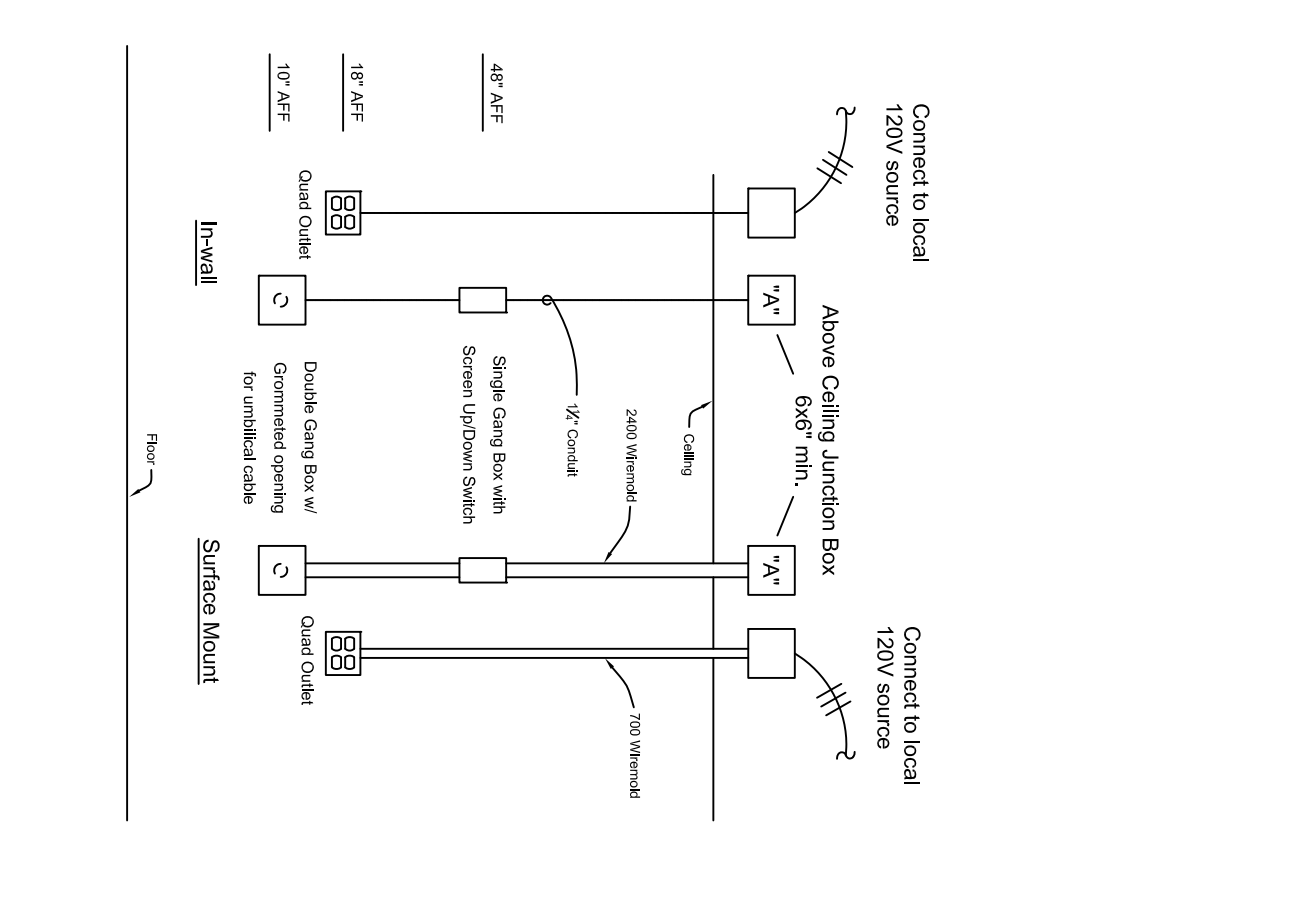 Connect to local
120V source
Connect to local
120V source
Above Ceiling Junction Box
6x6" min.
"A"
"A"
Ceiling
700 Wiremold
2400 Wiremold
1¼" Conduit
48" AFF
Single Gang Box with
Screen Up/Down Switch
18" AFF
Quad Outlet
Quad Outlet
10" AFF
Double Gang Box w/
Grommeted opening
for umbilical cable
In-wall
Surface Mount
Floor